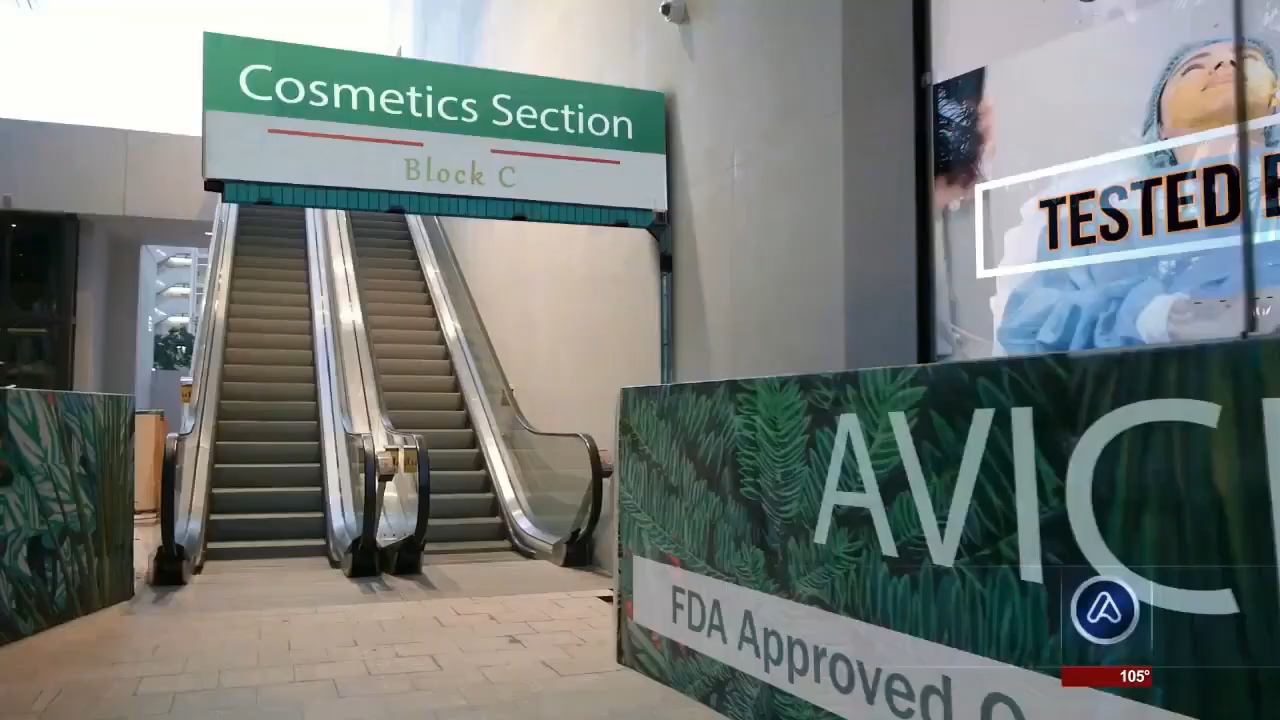 Cosmetics Section
Block C
TESTED
AVIC
FDA Approved
105°